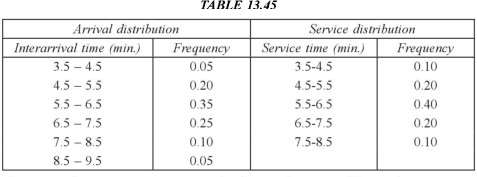 TABLE 13.45
Arrival distribution Service distribution
Interarrival time (min.) Frequency Service time (min.) Frequency
3.5 – 4.5 0.05 3.5-4.5 0.10
4.5 – 5.5 0.20 4.5-5.5 0.20
5.5 – 6.5 0.35 5.5-6.5 0.40
6.5 – 7.5 0.25 6.5-7.5 0.20
7.5 – 8.5 0.10 7.5-8.5 0.10
8.5 – 9.5 0.05